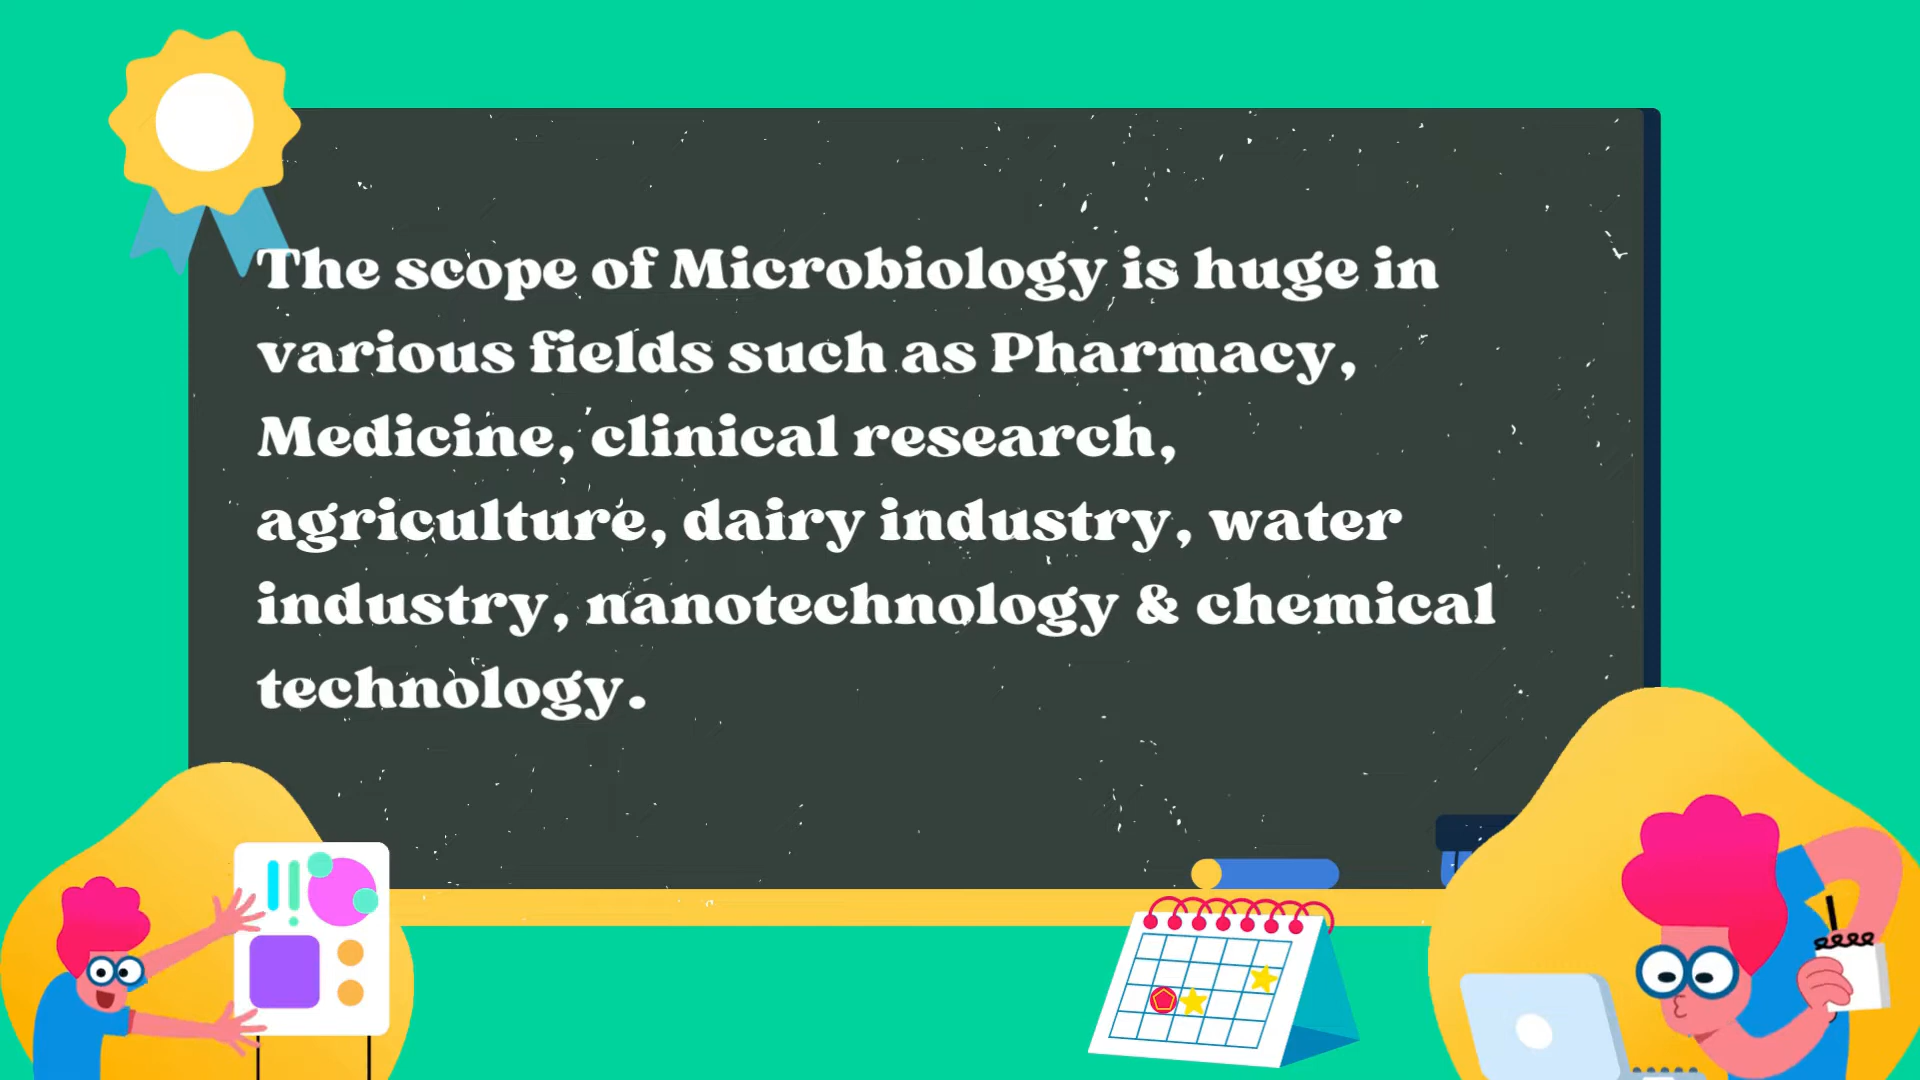 The scope of Microbiology is huge in
various fields such as Pharmacy,
Medicine, clinical research,
agriculture, dairy industry, water
industry, nanotechnology & chemical
technology.